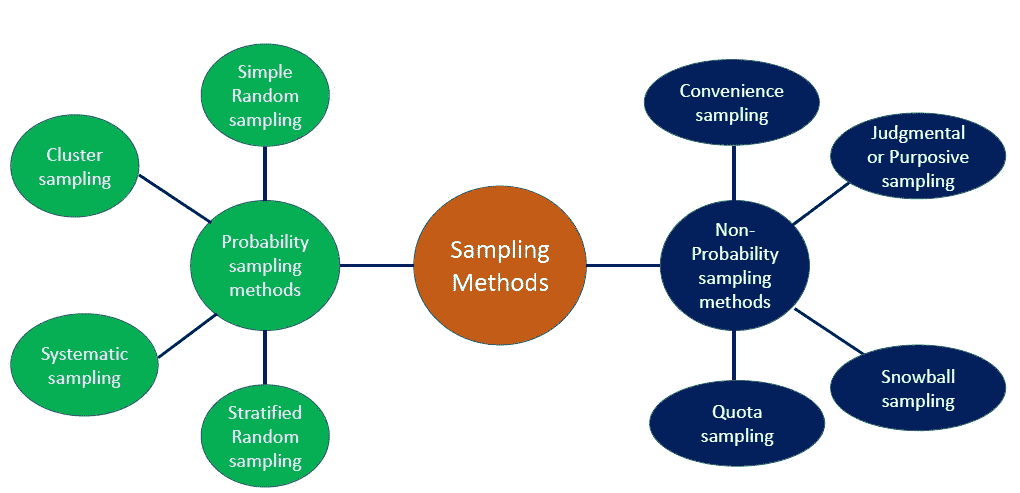 Simple
Random
sampling
Cluster
sampling
Probability
sampling
methods
Systematic
sampling
Stratified
Random
sampling
Sampling
Methods
Convenience
sampling
Judgmental
or Purposive
sampling
Non-
Probability
sampling
methods
Snowball
sampling
Quota
sampling